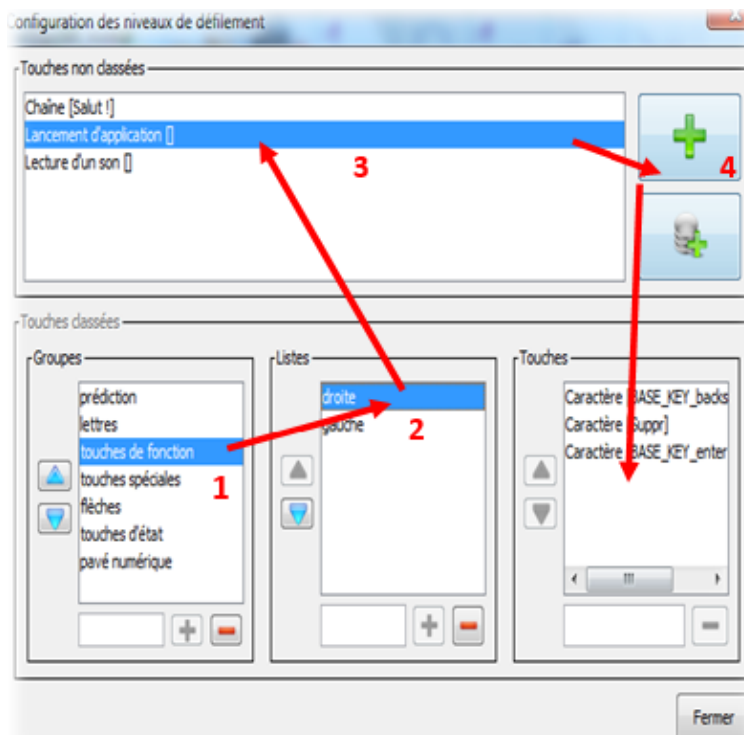 Configuration des niveaux de défilement
Touches non classées
Chaîne [Salut !]
Lancement d'application []
Lecture d'un son []
3
4
Touches classées
Groupes
prédiction
lettres
touches de fonction
touches spéciales
flèches
touches d'état
pavé numérique
1
Listes
droite
gauche
2
Touches
Caractère [BASE_KEY_backs
Caractère [Suppr]
Caractère [BASE_KEY_enter
Fermer